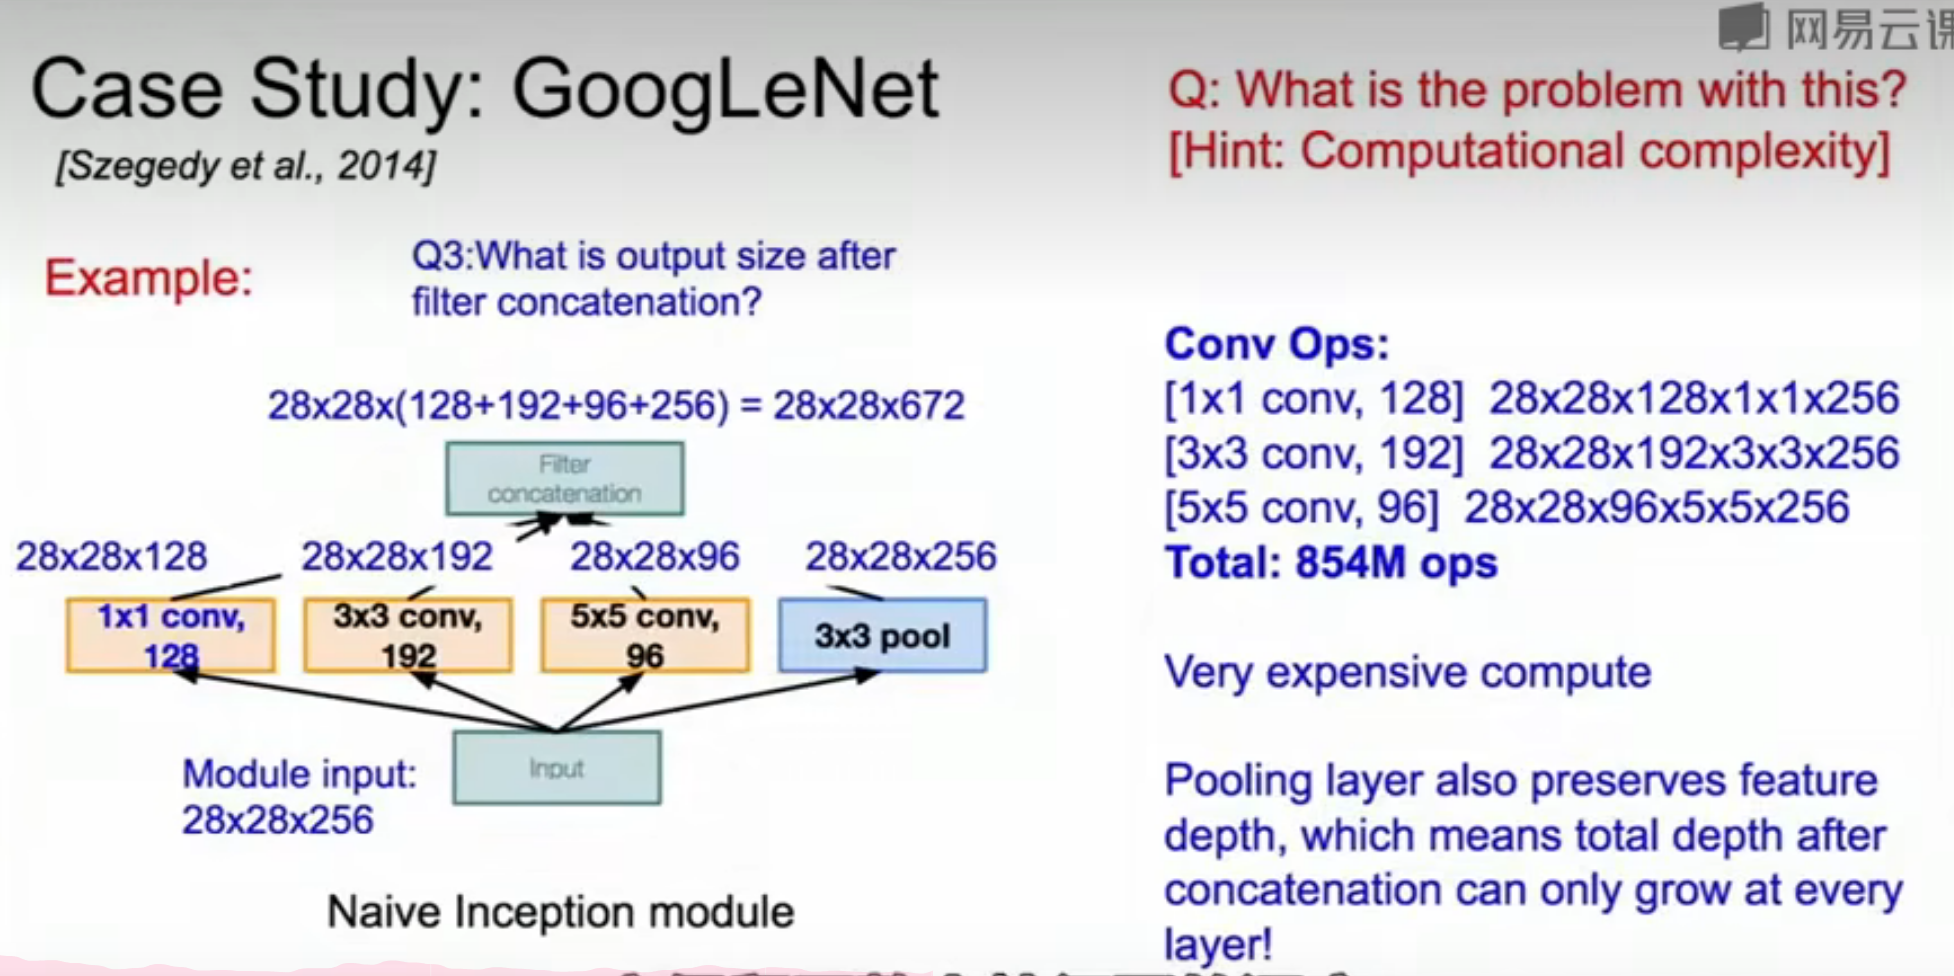 网易云课
Case Study: GoogLeNet
[Szegedy et al., 2014]
Q: What is the problem with this?
[Hint: Computational complexity]
Example:
Q3:What is output size after
filter concatenation?
28x28x(128+192+96+256) = 28x28x672
Filter
concatenation
28x28x128
28x28x192
28x28x96
28x28x256
1x1 conv,
128
3x3 conv,
192
5x5 conv,
96
3x3 pool
Input
Module input:
28x28x256
Naive Inception module
Conv Ops:
[1x1 conv, 128] 28x28x128x1x1x256
[3x3 conv, 192] 28x28x192x3x3x256
[5x5 conv, 96] 28x28x96x5x5x256
Total: 854M ops
Very expensive compute
Pooling layer also preserves feature
depth, which means total depth after
concatenation can only grow at every
layer!